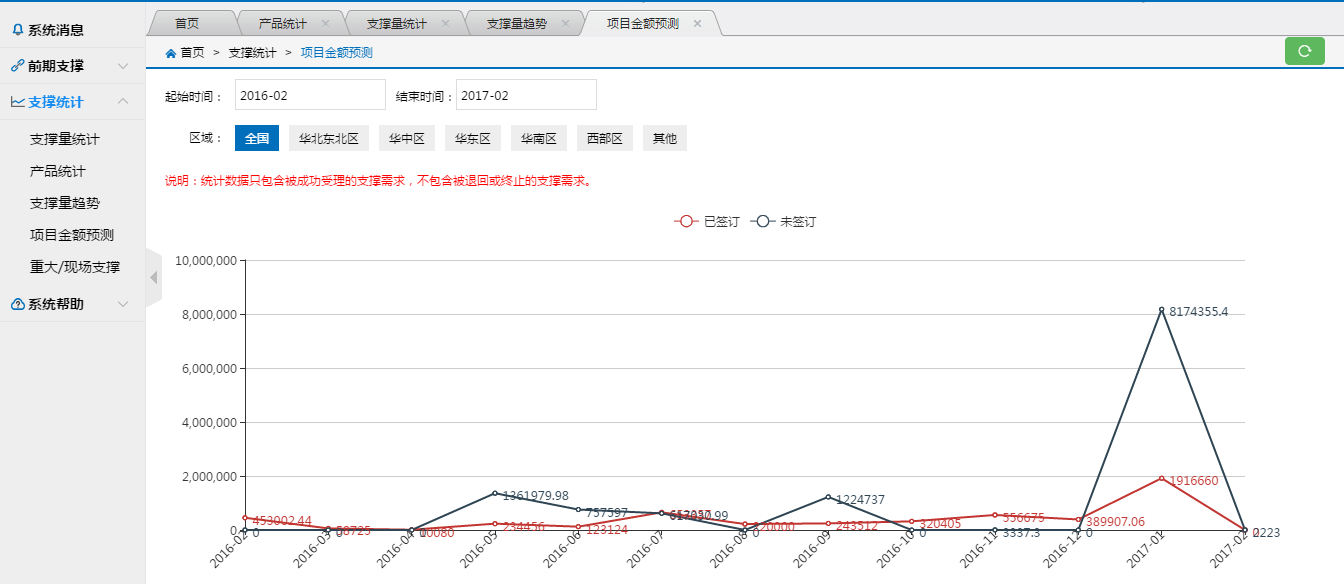 系统消息
前期支撑
支撑统计
支撑量统计
产品统计
支撑量趋势
项目金额预测
重大/现场支撑
系统帮助
首页 产品统计 支撑量统计 支撑量趋势 项目金额预测
首页 > 支撑统计 > 项目金额预测
起始时间： 2016-02 结束时间： 2017-02
区域： 全国 华北东北区 华中区 华东区 华南区 西部区 其他
说明：统计数据只包含被成功受理的支撑需求，不包含被退回或终止的支撑需求。
已签订 未签订
10,000,000
8,000,000
8174355.4
6,000,000
4,000,000
2,000,000
1916660
1361979.98
1224737
737597
453002.44 234456 123124 243512 320405 556675 389907.06
0 0 0 0 0 3337.3 0
2016-02 2016-03 2016-04 2016-05 2016-06 2016-07 2016-08 2016-09 2016-10 2016-11 2016-12 2017-01 2017-02